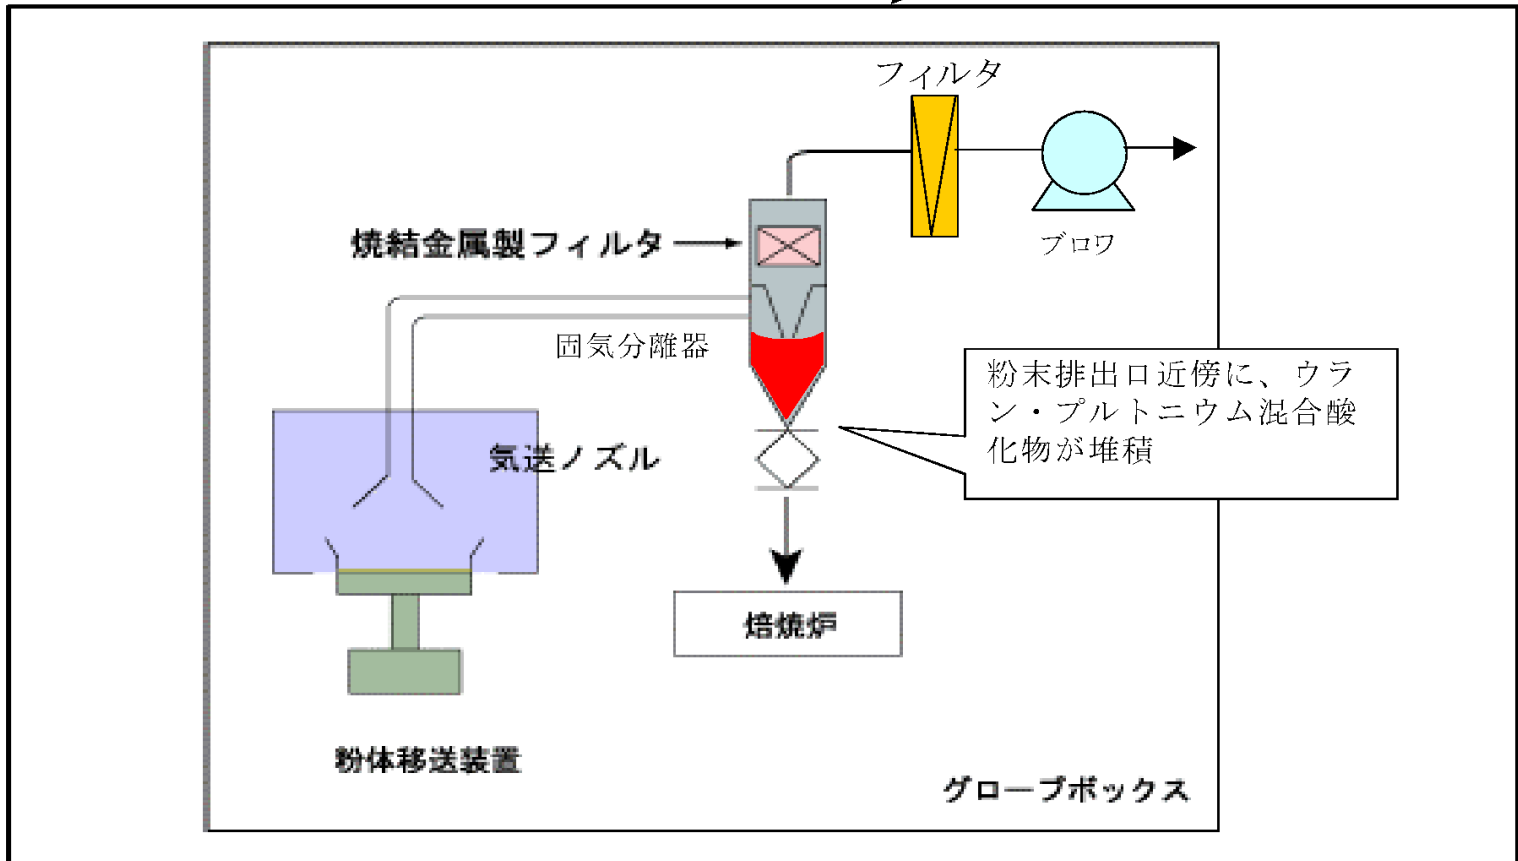 フィルタ
ブロワ
焼結金属製フィルタ
固気分離器
粉末排出口近傍に、ウラ
ン・プルトニウム混合酸
化物が堆積
気送ノズル
焙焼炉
粉体移送装置
グローブボックス